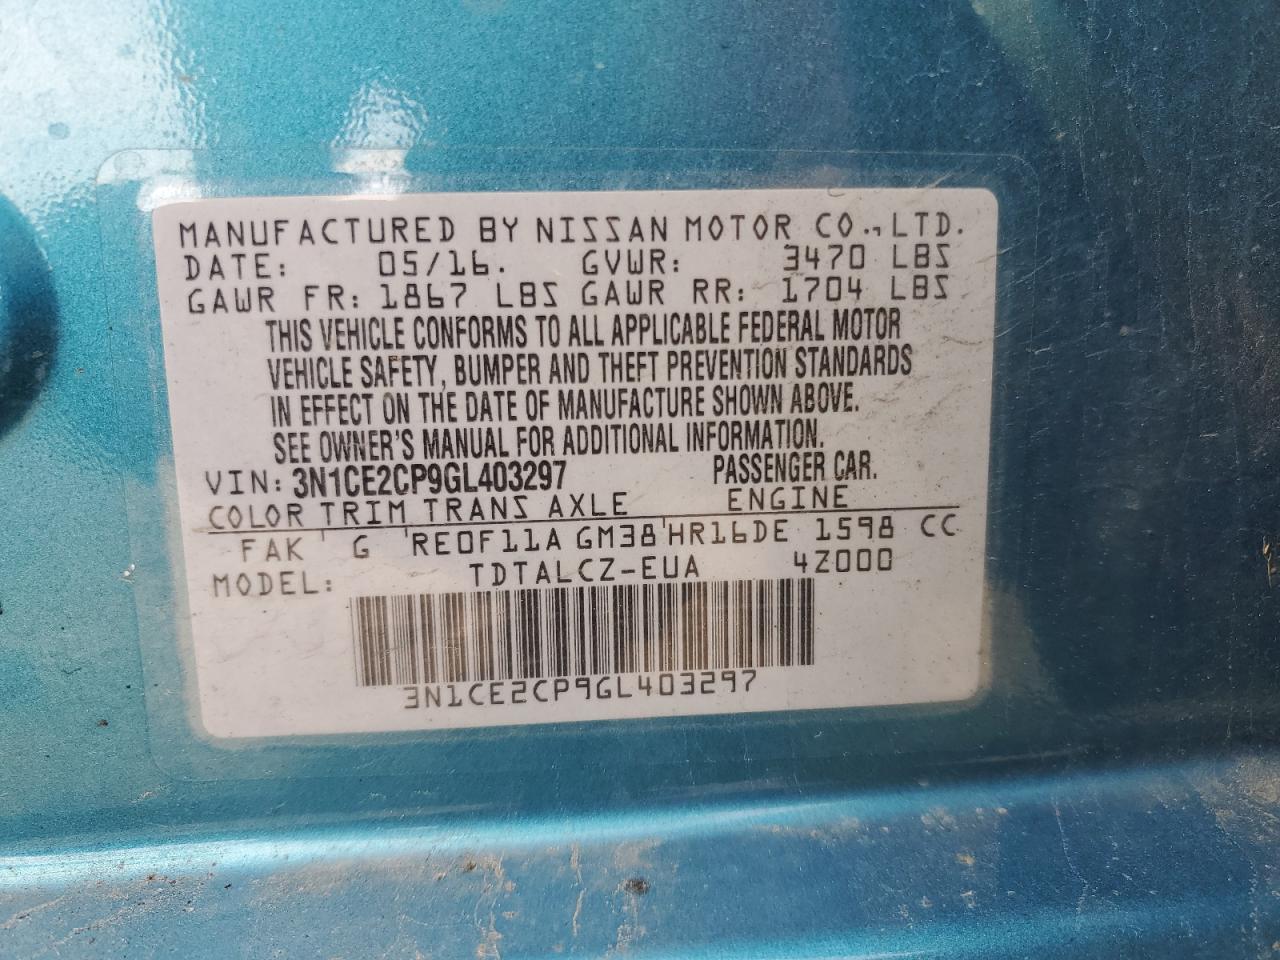 MANUFACTURED BY NISSAN MOTOR CO.,LTD.
DATE: 05/16. GVWR: 3470 LBS
GAWR FR: 1867 LBS GAWR RR: 1704 LBS
THIS VEHICLE CONFORMS TO ALL APPLICABLE FEDERAL MOTOR
VEHICLE SAFETY, BUMPER AND THEFT PREVENTION STANDARDS
IN EFFECT ON THE DATE OF MANUFACTURE SHOWN ABOVE.
SEE OWNER'S MANUAL FOR ADDITIONAL INFORMATION.
VIN: 3N1CE2CP9GL403297 PASSENGER CAR.
COLOR TRIM TRANS AXLE ENGINE
FAK G RE0F11A GM38 HR16DE 1598 CC
MODEL: TDTALCZ-EUA 4Z000
3N1CE2CP9GL403297